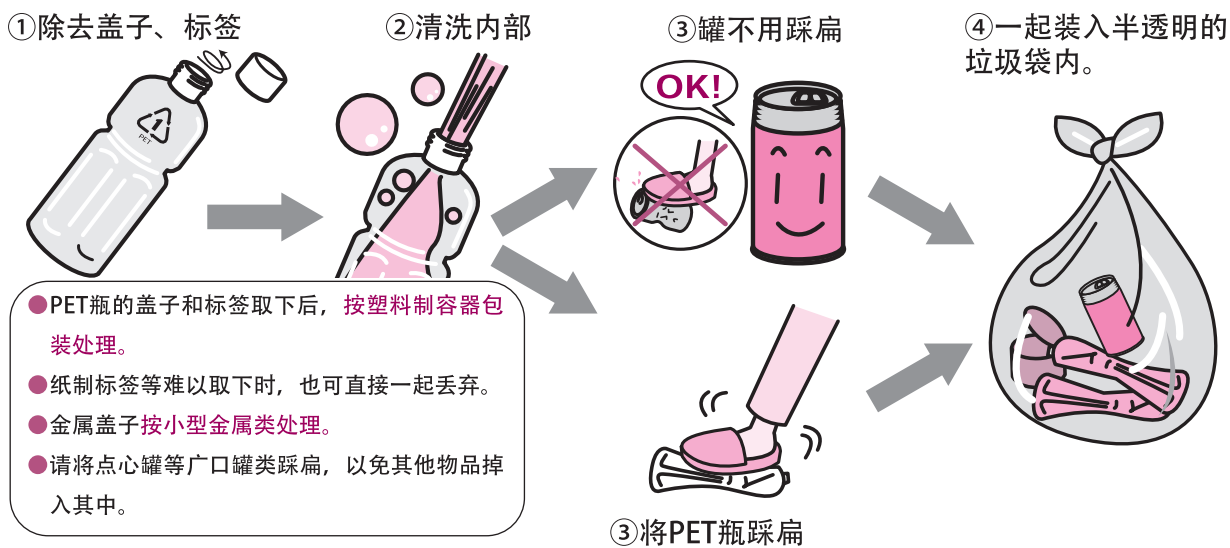 ①除去盖子、标签
②清洗内部
③罐不用踩扁
④一起装入半透明的
垃圾袋内。
OK!
1
PET
●PET瓶的盖子和标签取下后，按塑料制容器包
装处理。
●纸制标签等难以取下时，也可直接一起丢弃。
●金属盖子按小型金属类处理。
●请将点心罐等广口罐类踩扁，以免其他物品掉
入其中。
③将PET瓶踩扁